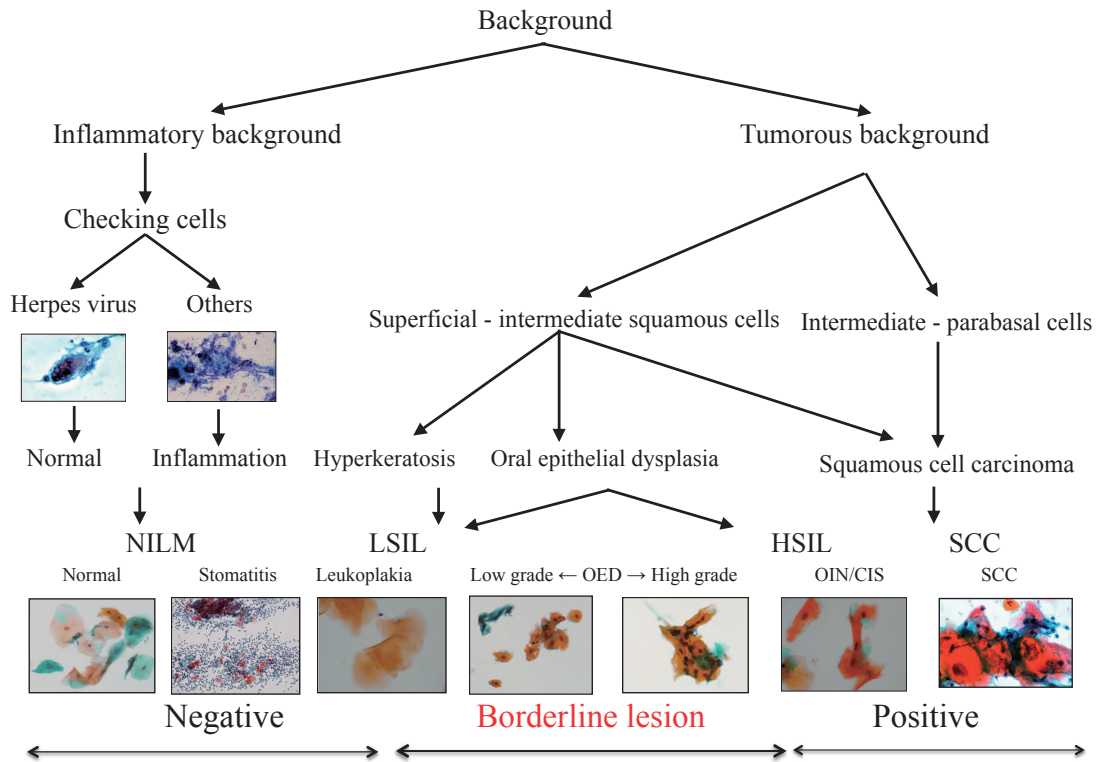 Background
Inflammatory background
Tumorous background
Checking cells
Herpes virus
Others
Superficial - intermediate squamous cells
Intermediate - parabasal cells
Normal
Inflammation
Hyperkeratosis
Oral epithelial dysplasia
Squamous cell carcinoma
NILM
LSIL
HSIL
SCC
Normal
Stomatitis
Leukoplakia
Low grade ← OED → High grade
OIN/CIS
SCC
Negative
Borderline lesion
Positive